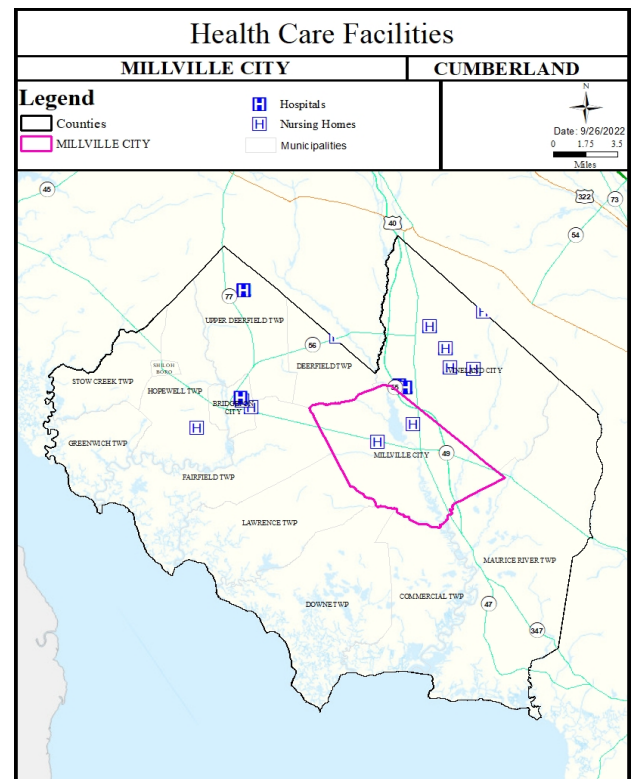 Health Care Facilities
MILLVILLE CITY
CUMBERLAND
Legend
Counties
MILLVILLE CITY
Hospitals
Nursing Homes
Municipalities
N
Date: 9/26/2022
0 1.75 3.5
Miles
45
40
322
73
54
77
UPPER DEERFIELD TWP
56
DEERFIELD TWP
SHILOH
BORO
STOW CREEK TWP
HOPEWELL TWP
CITY
VINELAND CITY
GREENWICH TWP
MILLVILLE CITY
49
FAIRFIELD TWP
LAWRENCE TWP
MAURICE RIVER TWP
DOWNE TWP
COMMERCIAL TWP
47
347